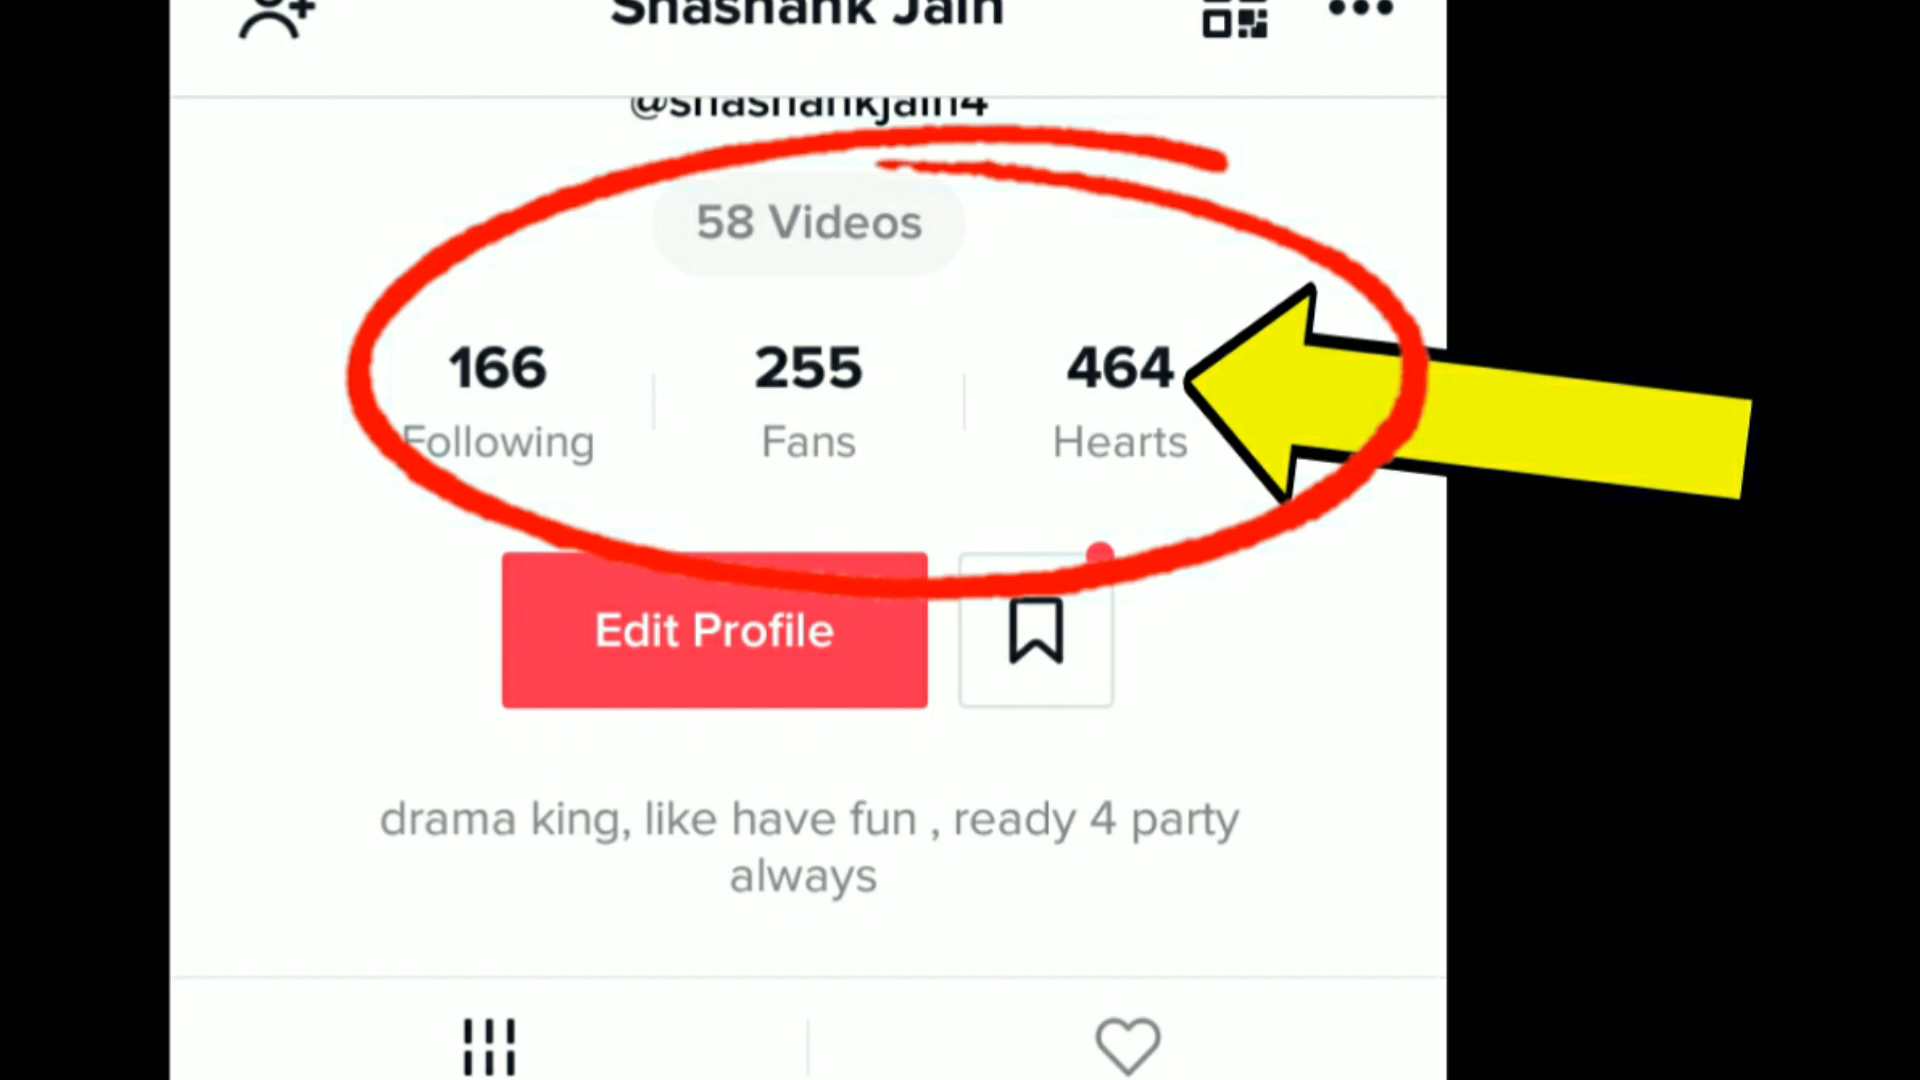 Shashank Jain
@shashankjain4
58 Videos
166 255 464
Following Fans Hearts
Edit Profile
drama king, like have fun , ready 4 party
always